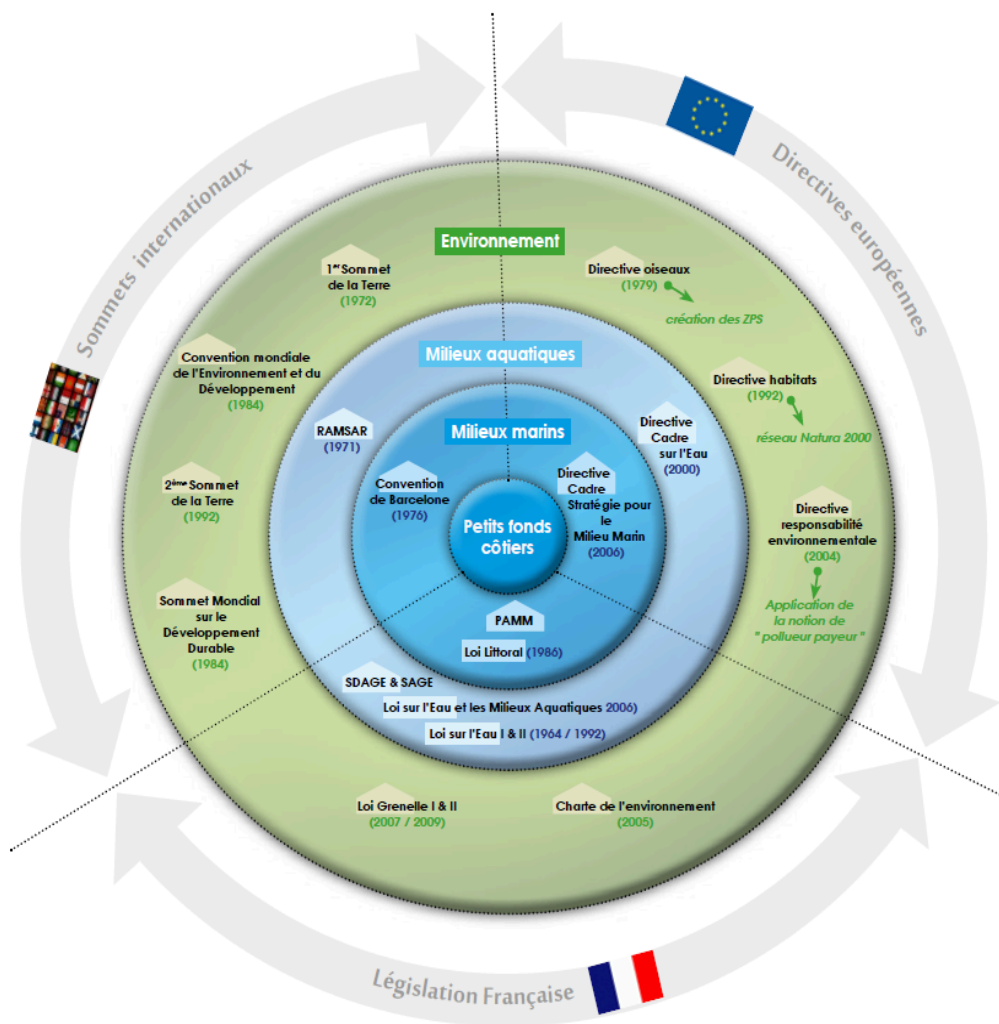 Sommets internationaux
Directives européennes
Environnement
1er Sommet
de la Terre
(1972)
Directive oiseaux
(1979)
création des ZPS
Milieux aquatiques
Convention mondiale
de l'Environnement et du
Développement
(1984)
Directive habitats
(1992)
réseau Natura 2000
RAMSAR
(1971)
Milieux marins
Directive
Cadre
sur l'Eau
(2000)
Convention
de Barcelone
(1976)
Directive
Cadre
Stratégie pour
le
Milieu Marin
(2006)
2ème Sommet
de la Terre
(1992)
Petits fonds
côtiers
Directive
responsabilité
environnementale
(2004)
Application de
la notion de
"pollueur payeur"
Sommet Mondial
sur le
Développement
Durable
(1984)
PAMM
Loi Littoral (1986)
SDAGE & SAGE
Loi sur l'Eau et les Milieux Aquatiques 2006)
Loi sur l'Eau I & II (1964 / 1992)
Loi Grenelle I & II
(2007 / 2009)
Charte de l'environnement
(2005)
Législation Française